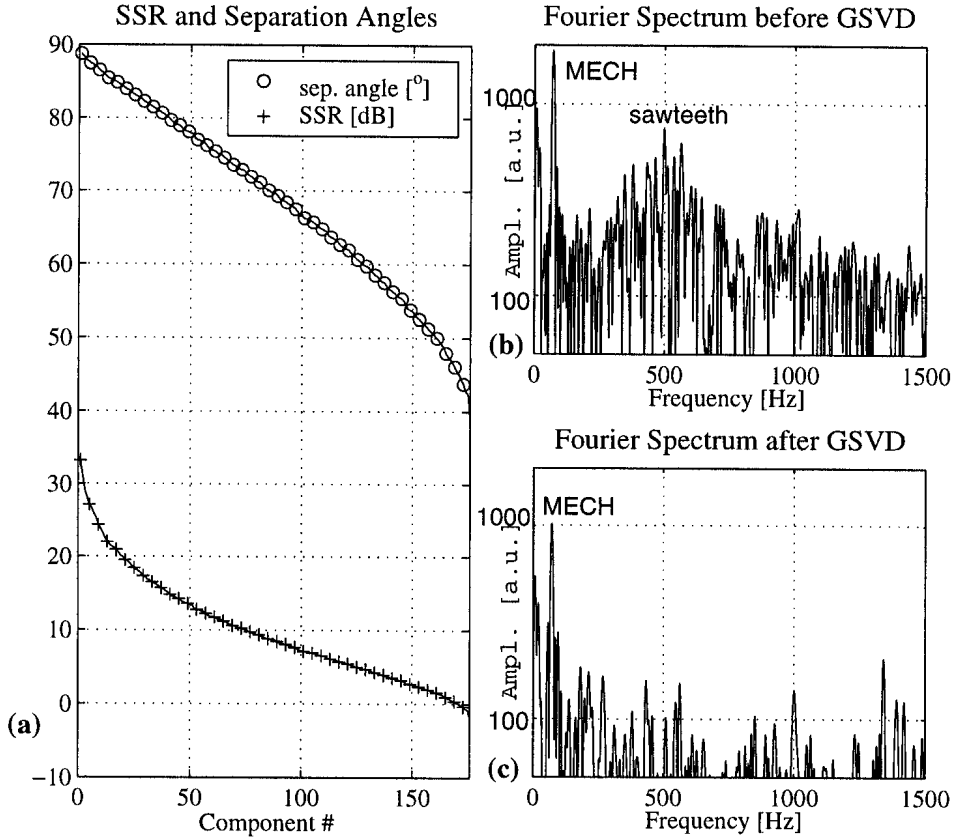 SSR and Separation Angles
90
80
70
60
50
40
30
20
10
0
−10
sep. angle [°]
SSR [dB]
0
50
100
150
Component #
(a)
Fourier Spectrum before GSVD
MECH
sawteeth
1000
100
Ampl. [a.u.]
(b)
0
500
1000
1500
Frequency [Hz]
Fourier Spectrum after GSVD
MECH
1000
100
Ampl. [a.u.]
(c)
0
500
1000
1500
Frequency [Hz]